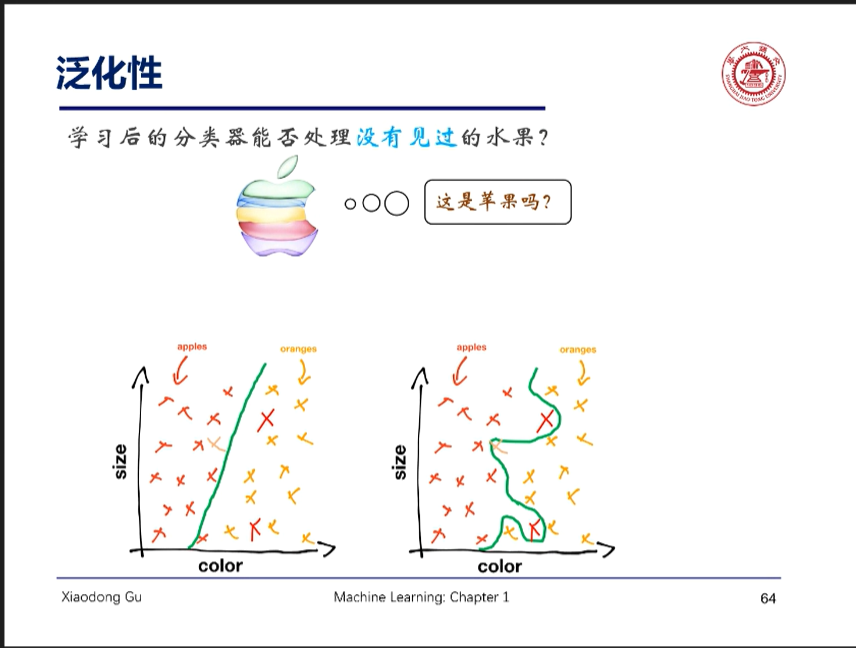 泛化性
学习后的分类器能否处理没有见过的水果?
这是苹果吗?
apples
oranges
size
color
apples
oranges
size
color
Xiaodong Gu
Machine Learning: Chapter 1
64